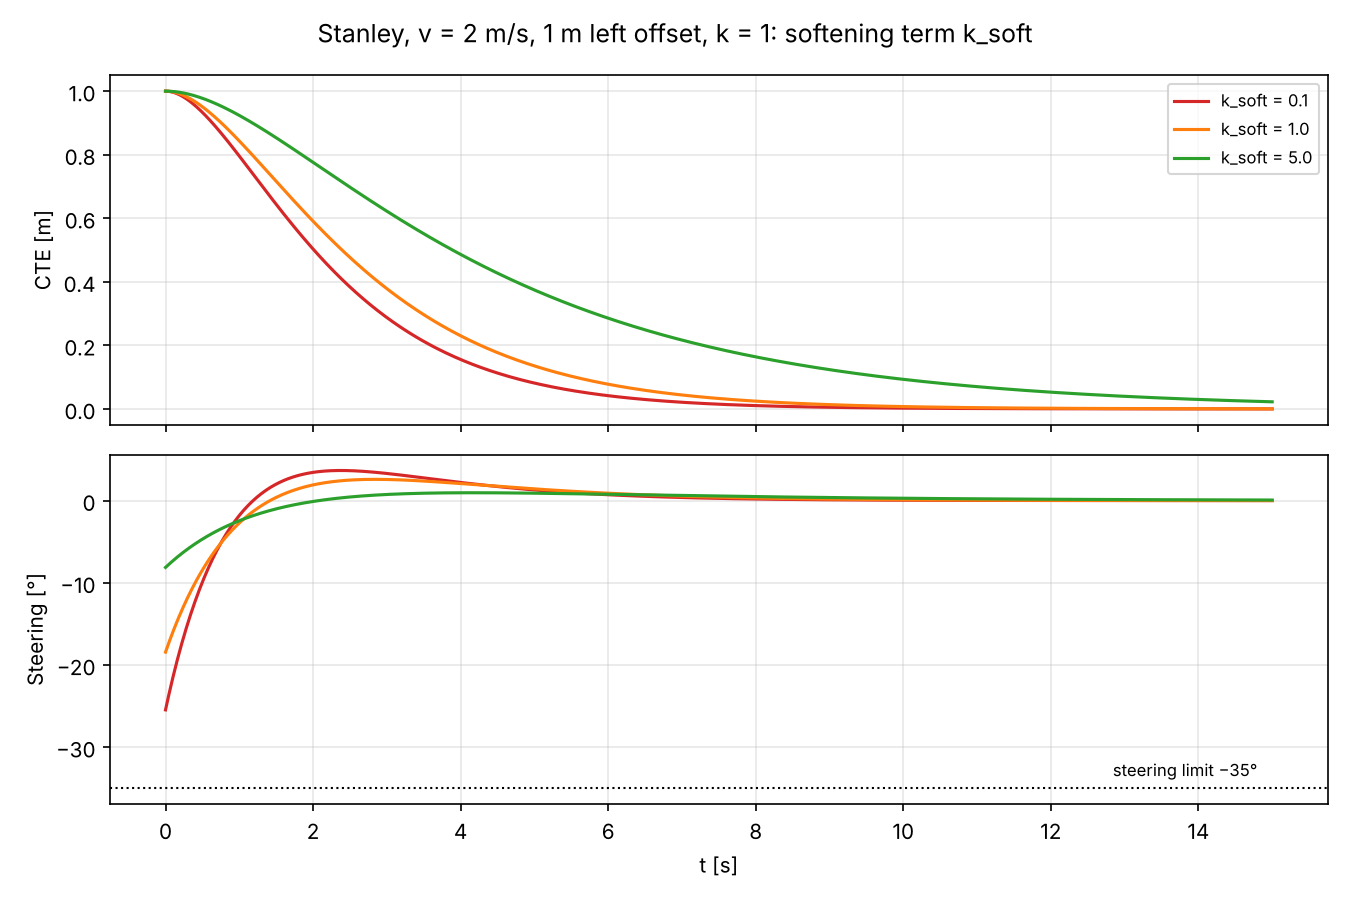 Stanley, v = 2 m/s, 1 m left offset, k = 1: softening term k_soft
k_soft = 0.1
k_soft = 1.0
k_soft = 5.0
CTE [m]
1.0
0.8
0.6
0.4
0.2
0.0
Steering [°]
0
−10
−20
−30
steering limit −35°
0
2
4
6
8
10
12
14
t [s]